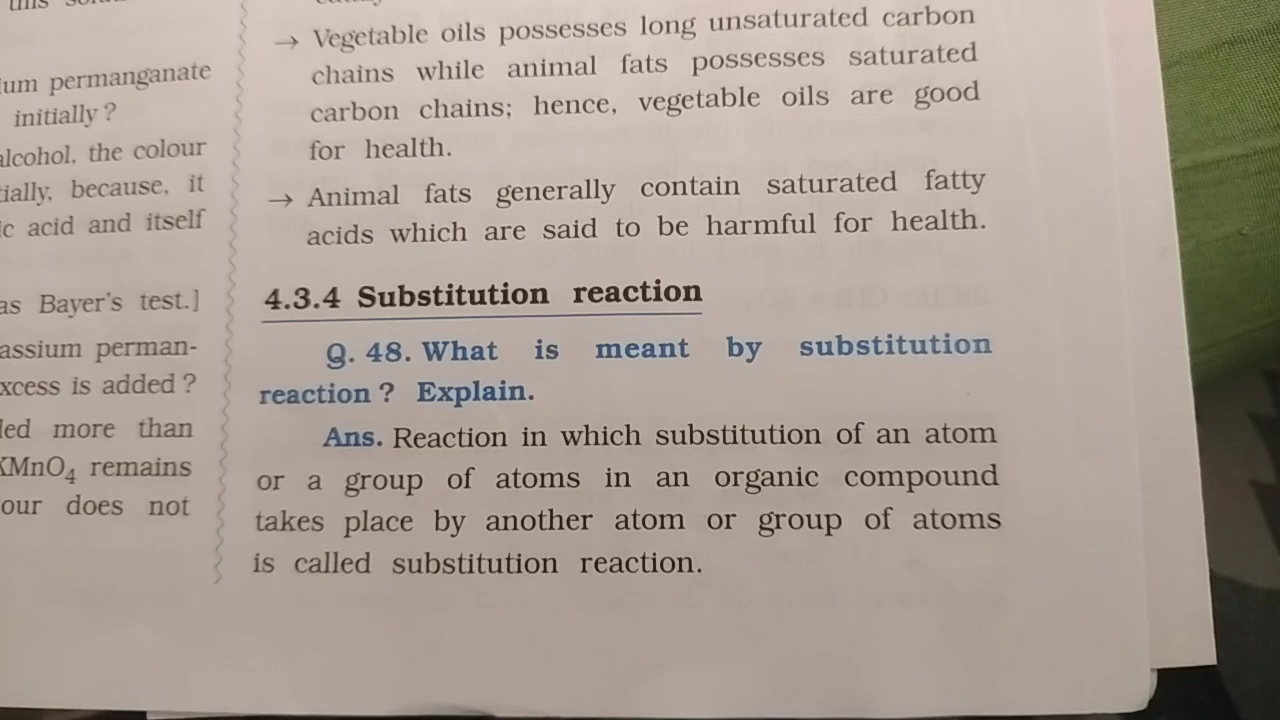 ium permanganate
initially ?
alcohol, the colour
tially, because, it
ic acid and itself
as Bayer's test.]
assium perman-
xcess is added ?
led more than
KMnO₄ remains
our does not
→ Vegetable oils possesses long unsaturated carbon
chains while animal fats possesses saturated
carbon chains; hence, vegetable oils are good
for health.
→ Animal fats generally contain saturated fatty
acids which are said to be harmful for health.
4.3.4 Substitution reaction
Q. 48. What is meant by substitution
reaction ? Explain.
Ans. Reaction in which substitution of an atom
or a group of atoms in an organic compound
takes place by another atom or group of atoms
is called substitution reaction.